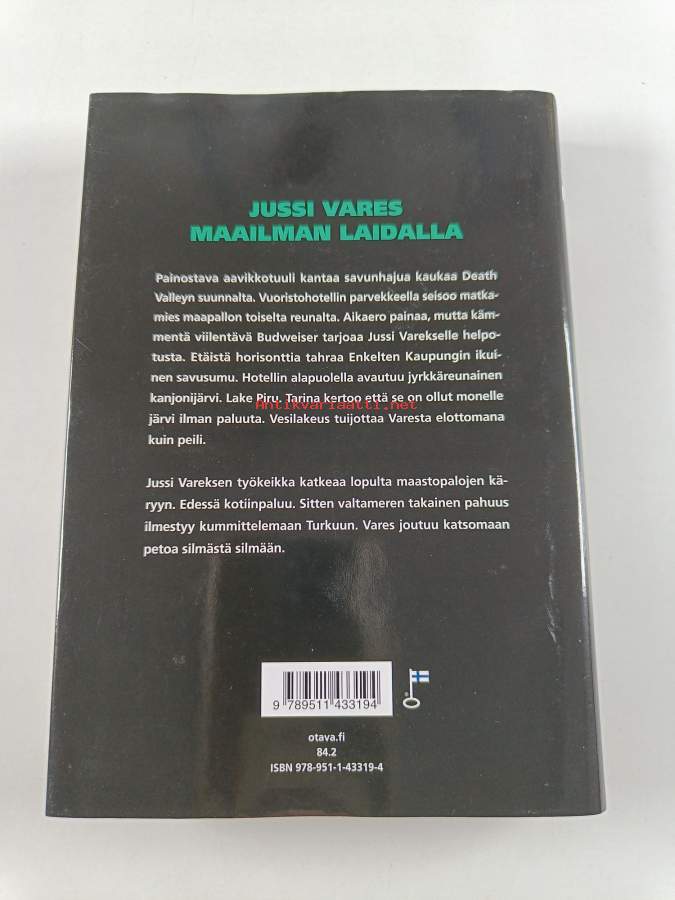 JUSSI VARES
MAAILMAN LAIDALLA
Painostava aavikkotuuli kantaa savunhajua kaukaa Death
Valleyn suunnalta. Vuoristohotellin parvekkeella seisoo matka-
mies maapallon toiselta reunalta. Aikaero painaa, mutta käm-
mentä viilentävä Budweiser tarjoaa Jussi Varekselle helpo-
tusta. Etäistä horisonttia tahraa Enkelten Kaupungin ikui-
nen savusumu. Hotellin alapuolella avautuu jyrkkäreunainen
kanjonijärvi. Lake Piru. Tarina kertoo että se on ollut monelle
Antikvariaatti.net
järvi ilman paluuta. Vesilakeus tuijottaa Varesta elottomana
kuin peili.
Jussi Vareksen työkeikka katkeaa lopulta maastopalojen kä-
ryyn. Edessä kotiinpaluu. Sitten valtameren takainen pahuus
ilmestyy kummittelemaan Turkuun. Vares joutuu katsomaan
petoa silmästä silmään.
9 789511 433194
otava.fi
84.2
ISBN 978-951-1-43319-4